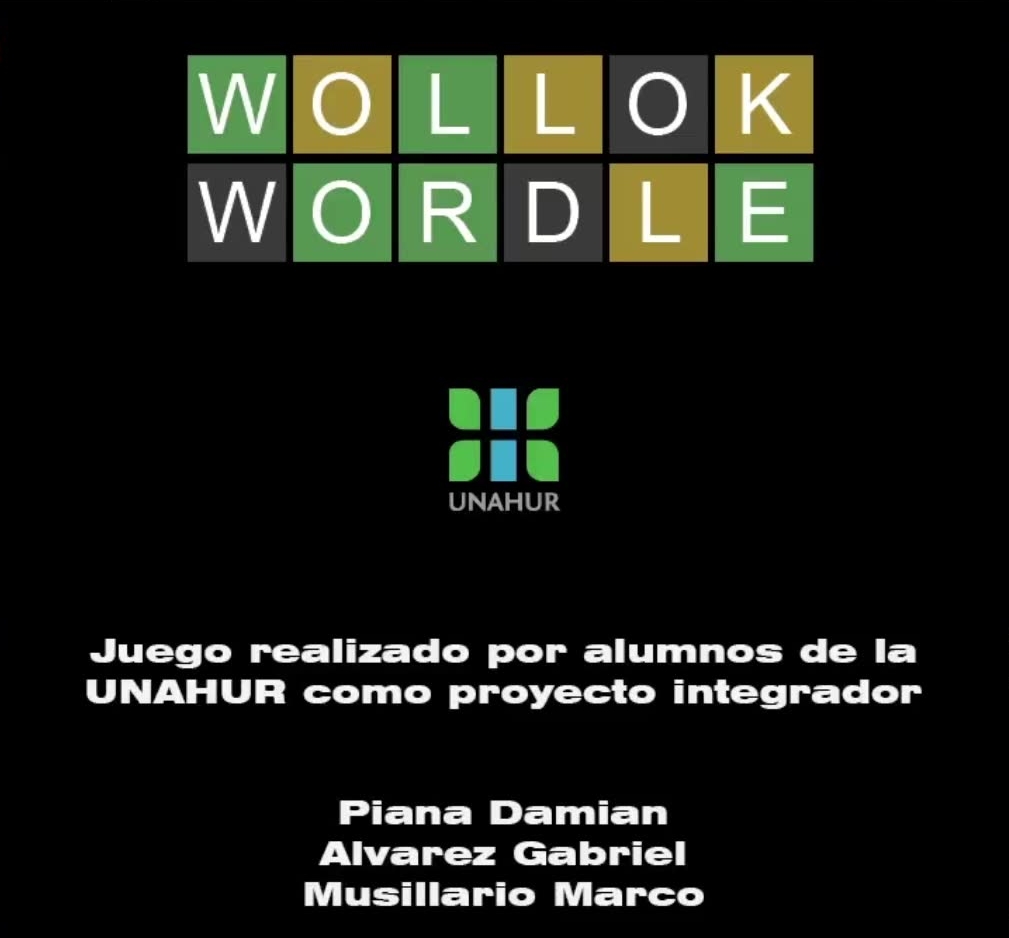 WOLLOK
WORDLE
UNAHUR
Juego realizado por alumnos de la
UNAHUR como proyecto integrador
Piana Damian
Alvarez Gabriel
Musillario Marco